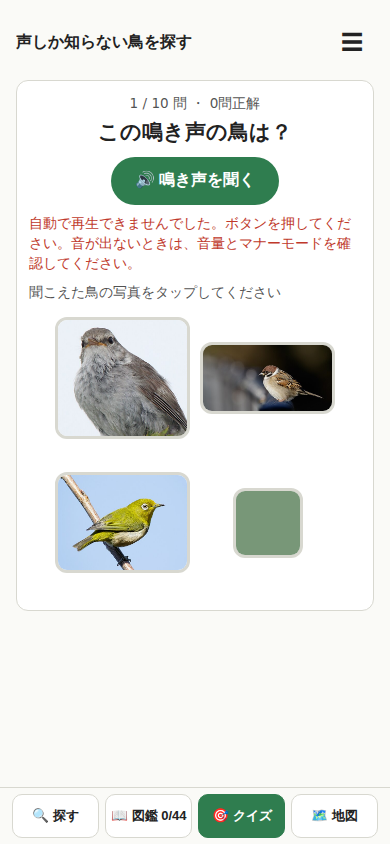 声しか知らない鳥を探す
☰
1 / 10 問 ・ 0問正解
この鳴き声の鳥は？
🔊 鳴き声を聞く
自動で再生できませんでした。ボタンを押してくだ
さい。音が出ないときは、音量とマナーモードを確
認してください。
聞こえた鳥の写真をタップしてください
🔍 探す
📖 図鑑 0/44
🎯 クイズ
🗺️ 地図